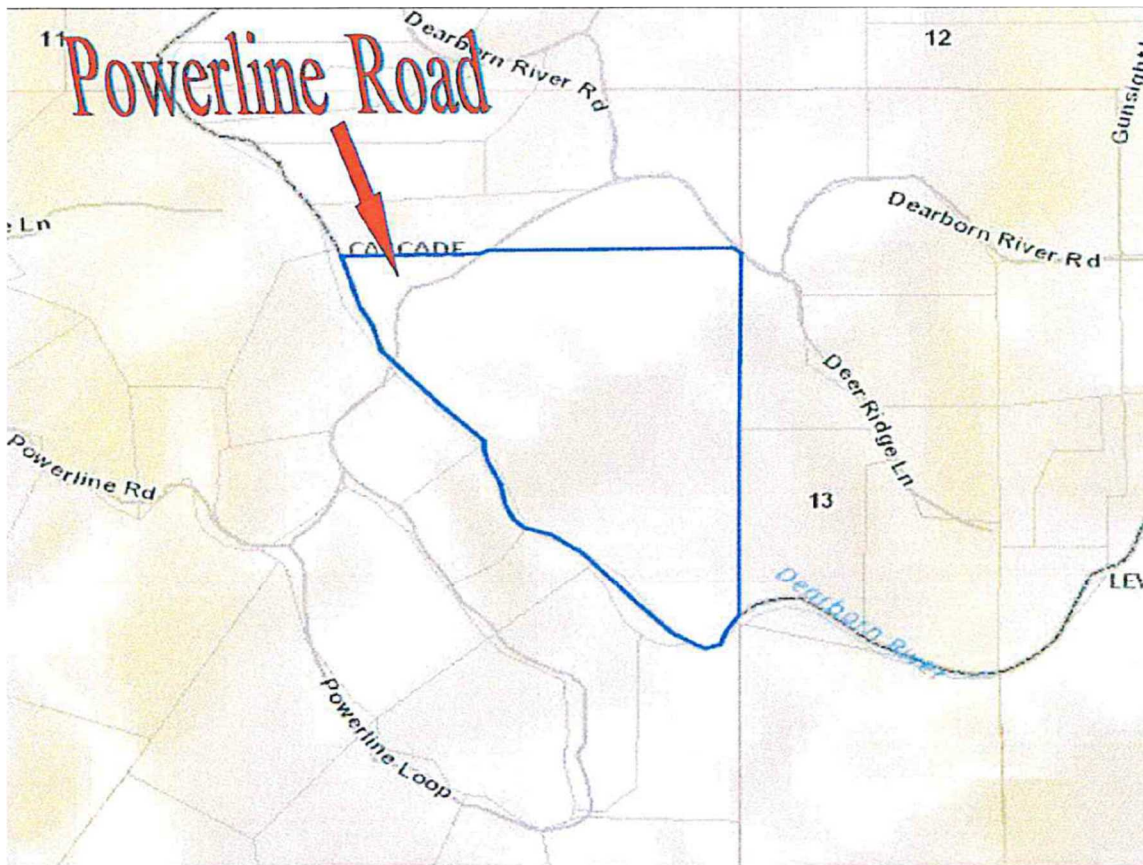 11
12
Dearborn River Rd
Powerline Road
Gunsight
Dearborn River Rd
e Ln
CASCADE
Deer Ridge Ln
Powerline Rd
13
Dearborn River
LEW
Powerline Loop